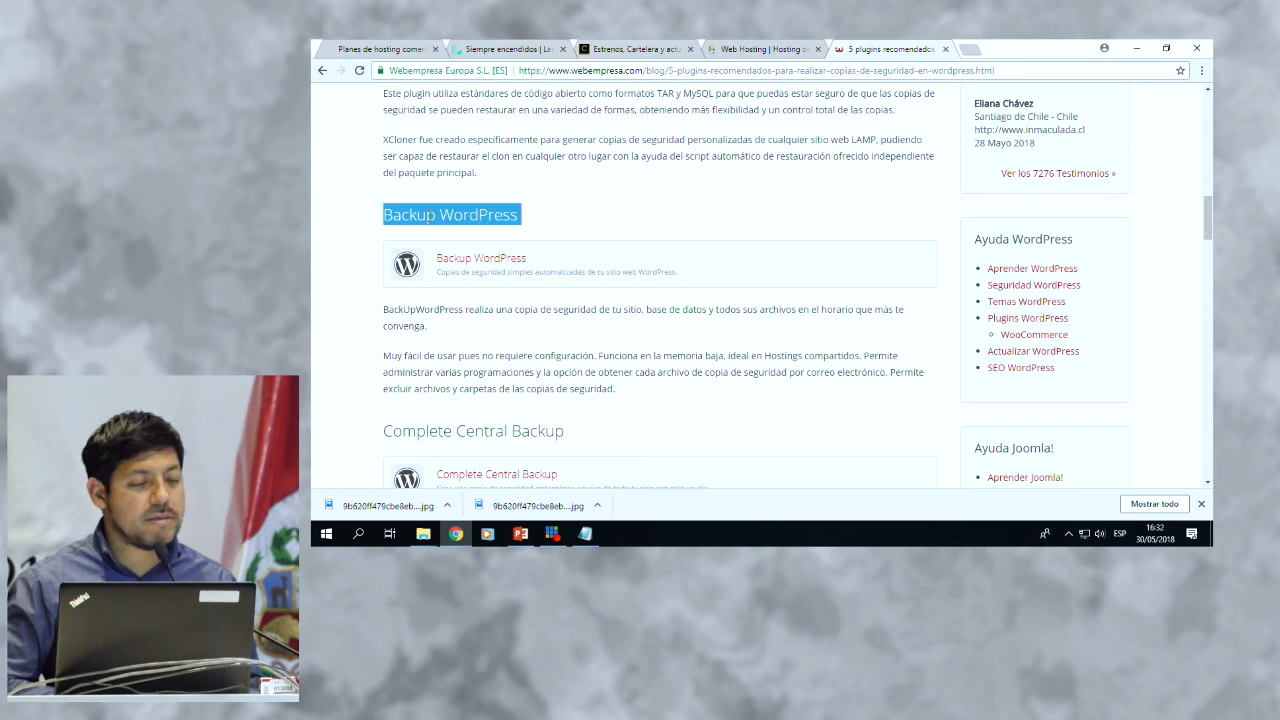 Planes de hosting comer
Siempre encendidos | La
Estrenos, Cartelera y actu
Web Hosting | Hosting d
5 plugins recomendados
Webempresa Europa S.L. [ES]
https://www.webempresa.com/blog/5-plugins-recomendados-para-realizar-copias-de-seguridad-en-wordpress.html
Este plugin utiliza estándares de código abierto como formatos TAR y MySQL para que puedas estar seguro de que las copias de
seguridad se pueden restaurar en una variedad de formas, obteniendo más flexibilidad y un control total de las copias.
XCloner fue creado específicamente para generar copias de seguridad personalizadas de cualquier sitio web LAMP, pudiendo
ser capaz de restaurar el clon en cualquier otro lugar con la ayuda del script automático de restauración ofrecido independiente
del paquete principal.
Backup WordPress
Backup WordPress
Copias de seguridad simples automatizadas de tu sitio web WordPress.
BackUpWordPress realiza una copia de seguridad de tu sitio, base de datos y todos sus archivos en el horario que más te
convenga.
Muy fácil de usar pues no requiere configuración. Funciona en la memoria baja, ideal en Hostings compartidos. Permite
administrar varias programaciones y la opción de obtener cada archivo de copia de seguridad por correo electrónico. Permite
excluir archivos y carpetas de las copias de seguridad.
Complete Central Backup
Complete Central Backup
Eliana Chávez
Santiago de Chile - Chile
http://www.inmaculada.cl
28 Mayo 2018
Ver los 7276 Testimonios »
Ayuda WordPress
Aprender WordPress
Seguridad WordPress
Temas WordPress
Plugins WordPress
WooCommerce
Actualizar WordPress
SEO WordPress
Ayuda Joomla!
Aprender Joomla!
9b620ff479cbe8eb....jpg
9b620ff479cbe8eb....jpg
Mostrar todo
ESP
16:32
30/05/2018
ThinkPad
013008